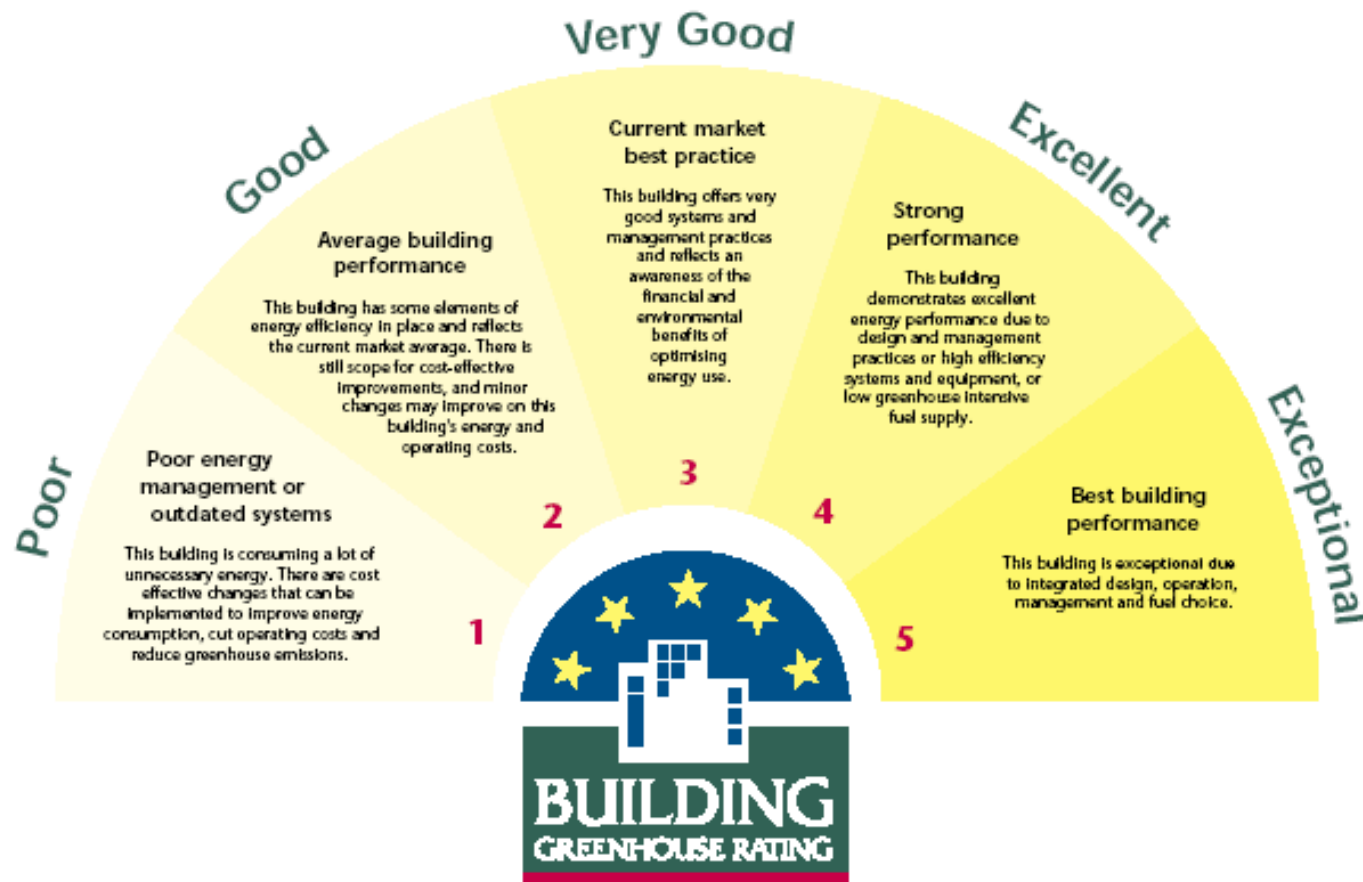 Poor
Poor energy
management or
outdated systems
This building is consuming a lot of
unnecessary energy. There are cost
effective changes that can be
implemented to improve energy
consumption, cut operating costs and
reduce greenhouse emissions.
1
Good
Average building
performance
This building has some elements of
energy efficiency in place and reflects
the current market average. There is
still scope for cost-effective
improvements, and minor
changes may improve on this
building's energy and
operating costs.
2
Very Good
Current market
best practice
This building offers very
good systems and
management practices
and reflects an
awareness of the
financial and
environmental
benefits of
optimising
energy use.
3
Excellent
Strong
performance
This building
demonstrates excellent
energy performance due to
design and management
practices or high efficiency
systems and equipment, or
low greenhouse intensive
fuel supply.
4
Exceptional
Best building
performance
This building is exceptional due
to integrated design, operation,
management and fuel choice.
5
BUILDING
GREENHOUSE RATING